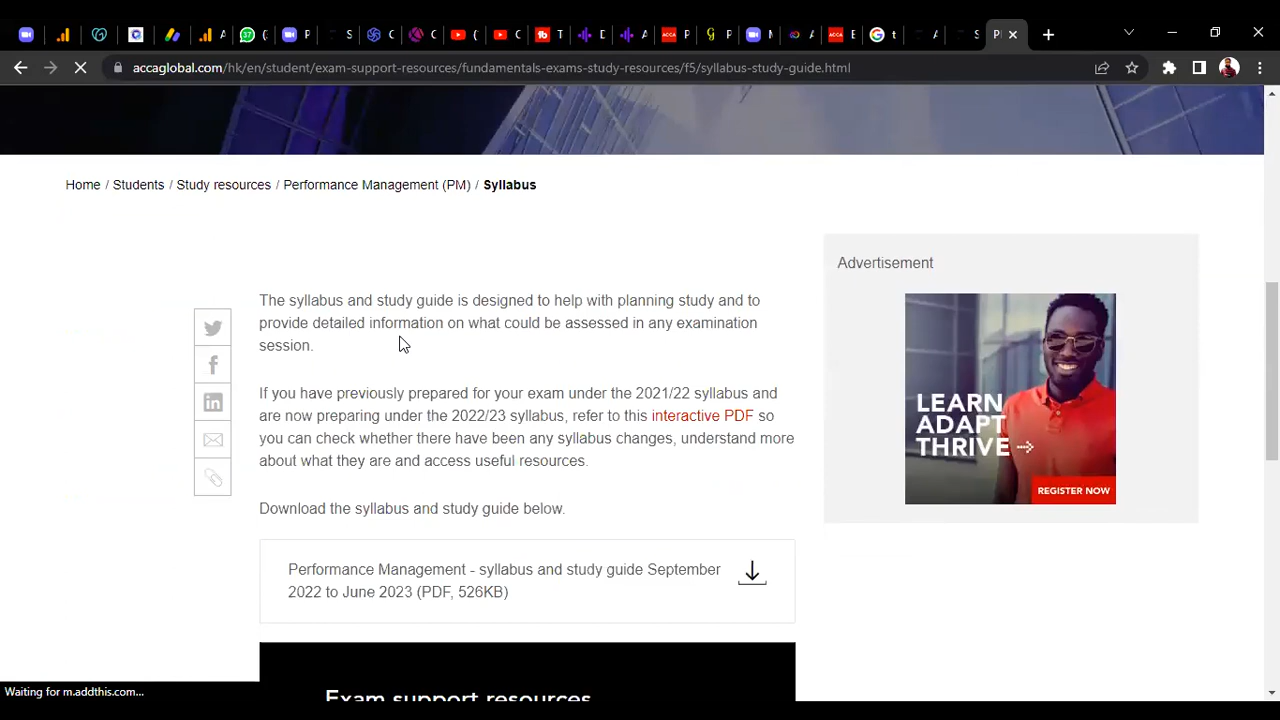 accaglobal.com/hk/en/student/exam-support-resources/fundamentals-exams-study-resources/f5/syllabus-study-guide.html
Home / Students / Study resources / Performance Management (PM) / Syllabus
Advertisement
The syllabus and study guide is designed to help with planning study and to
provide detailed information on what could be assessed in any examination
session.
If you have previously prepared for your exam under the 2021/22 syllabus and
're now preparing under the 2022/23 syllabus, refer to this interactive PDF so
you can check whether there have been any syllabus changes, understand more
about what they are and access useful resources.
LEARN
ADAPT
THRIVE
REGISTER NOW
Download the syllabus and study guide below.
Performance Management - syllabus and study guide September
2022 to June 2023 (PDF, 526KB)
Exam support resources
Waiting for m.addthis.com...